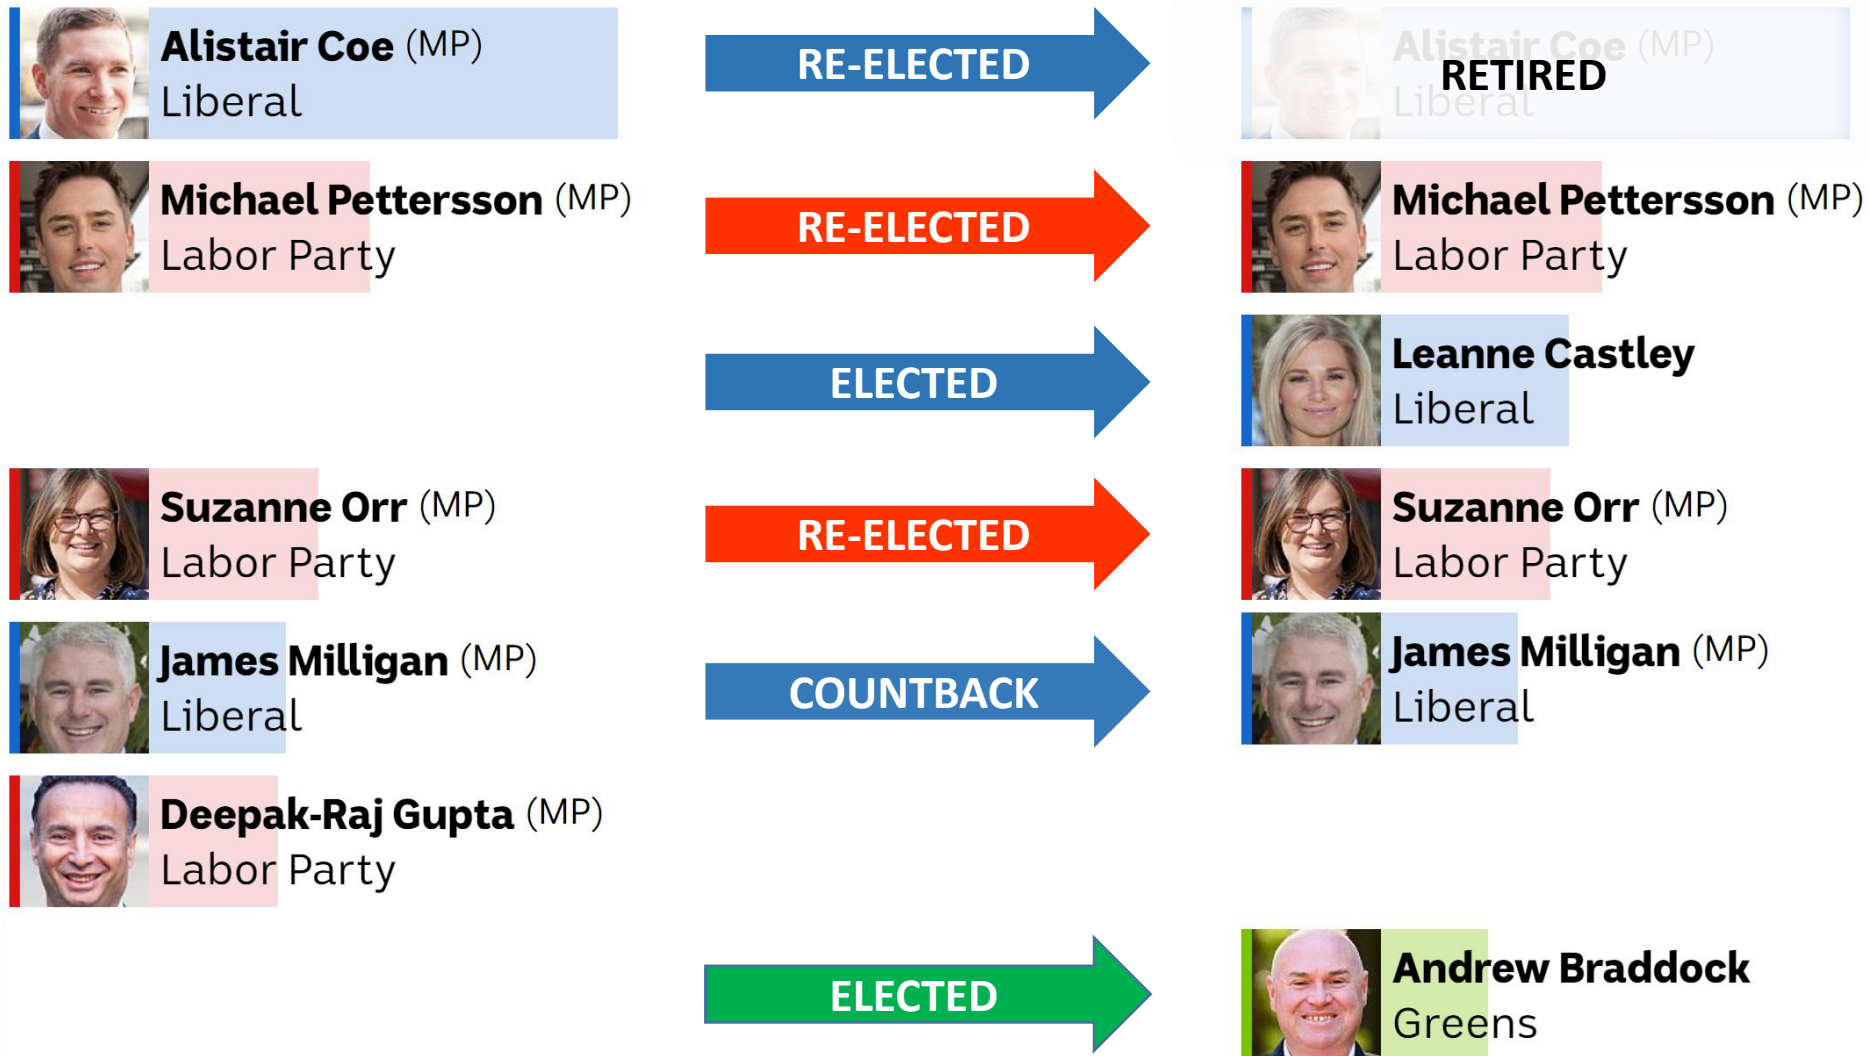 Alistair Coe (MP)
Liberal
RE-ELECTED
Alistair Coe (MP)
RETIRED
Liberal
Michael Pettersson (MP)
Labor Party
RE-ELECTED
Michael Pettersson (MP)
Labor Party
ELECTED
Leanne Castley
Liberal
Suzanne Orr (MP)
Labor Party
RE-ELECTED
Suzanne Orr (MP)
Labor Party
James Milligan (MP)
Liberal
COUNTBACK
James Milligan (MP)
Liberal
Deepak-Raj Gupta (MP)
Labor Party
ELECTED
Andrew Braddock
Greens